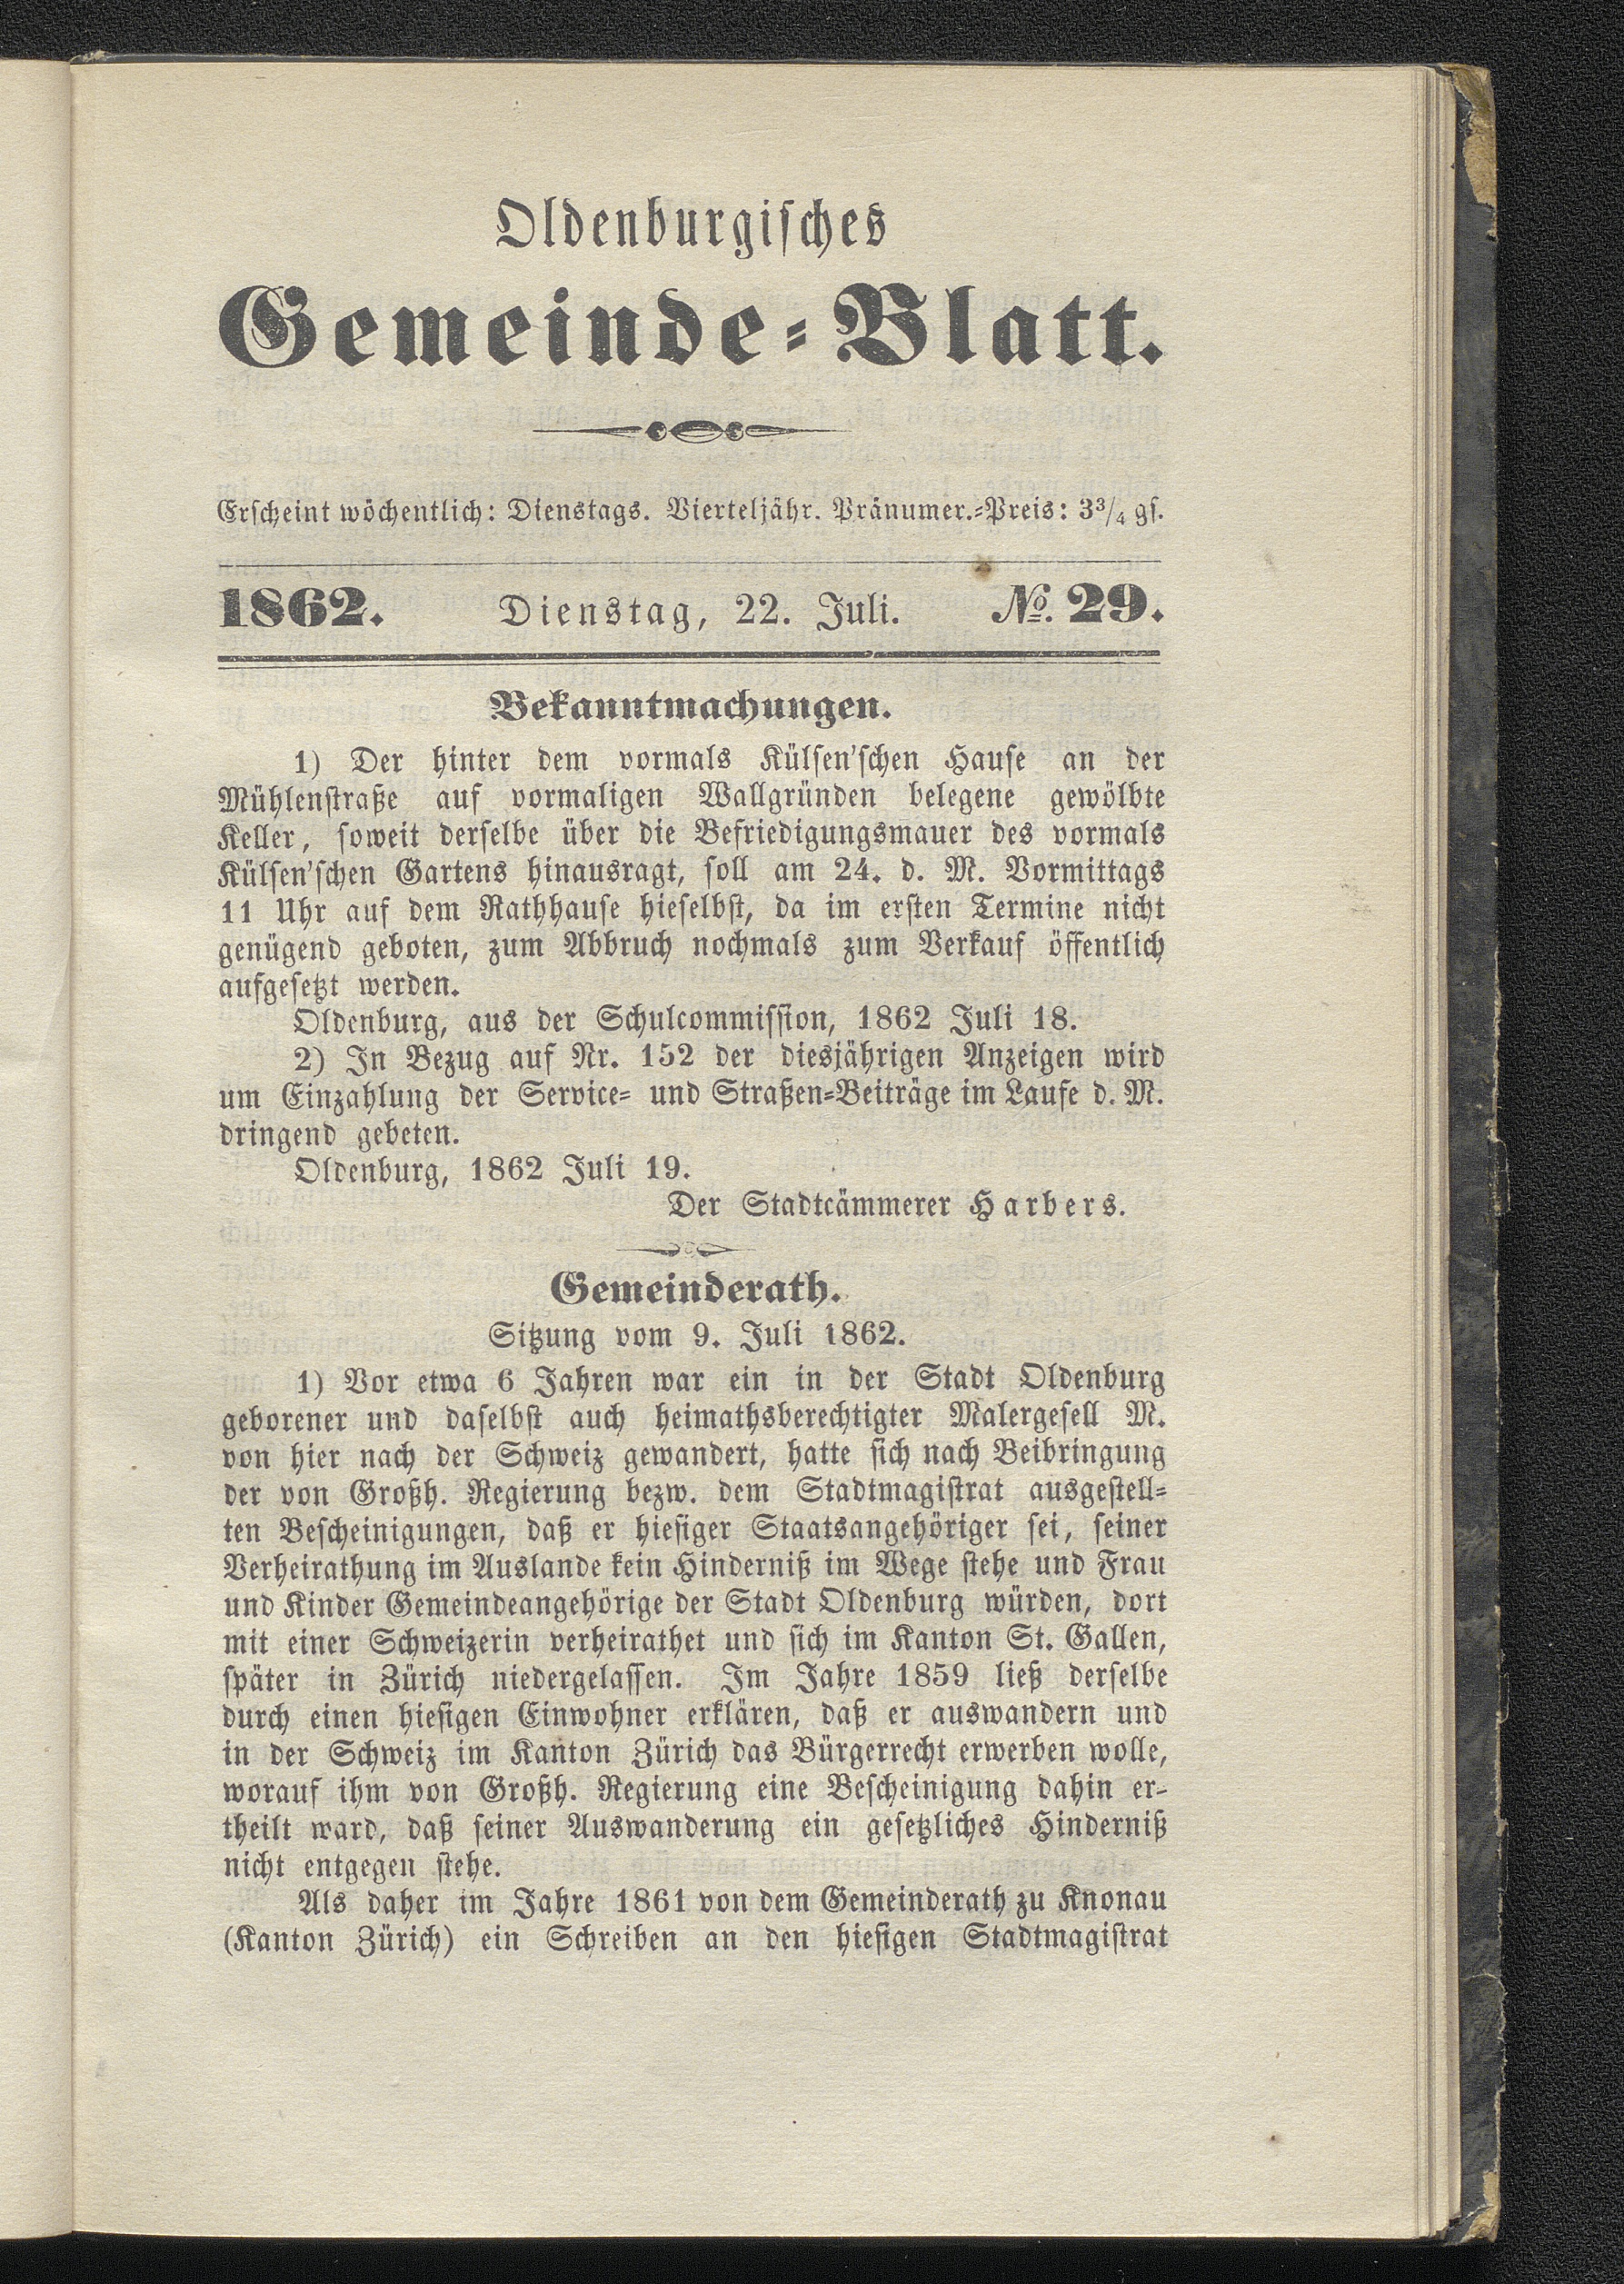 Oldenburgisches
Gemeinde-Blatt.
Erscheint wöchentlich: Dienstags. Vierteljähr. Pränumer.-Preis: 3³/₄ gs.
1862. Dienstag, 22. Juli. No. 29.
Bekanntmachungen.
1) Der hinter dem vormals Külsen'schen Hause an der
Mühlenstraße auf vormaligen Wallgründen belegene gewölbte
Keller, soweit derselbe über die Befriedigungsmauer des vormals
Külsen'schen Gartens hinausragt, soll am 24. d. M. Vormittags
11 Uhr auf dem Rathhause hieselbst, da im ersten Termine nicht
genügend geboten, zum Abbruch nochmals zum Verkauf öffentlich
aufgesetzt werden.
Oldenburg, aus der Schulcommission, 1862 Juli 18.
2) In Bezug auf Nr. 152 der diesjährigen Anzeigen wird
um Einzahlung der Service- und Straßen-Beiträge im Laufe d. M.
dringend gebeten.
Oldenburg, 1862 Juli 19.
Der Stadtcämmerer Harbers.
Gemeinderath.
Sitzung vom 9. Juli 1862.
1) Vor etwa 6 Jahren war ein in der Stadt Oldenburg
geborener und daselbst auch heimathsberechtigter Malergesell M.
von hier nach der Schweiz gewandert, hatte sich nach Beibringung
der von Großh. Regierung bezw. dem Stadtmagistrat ausgestell-
ten Bescheinigungen, daß er hiesiger Staatsangehöriger sei, seiner
Verheirathung im Auslande kein Hinderniß im Wege stehe und Frau
und Kinder Gemeindeangehörige der Stadt Oldenburg würden, dort
mit einer Schweizerin verheirathet und sich im Kanton St. Gallen,
später in Zürich niedergelassen. Im Jahre 1859 ließ derselbe
durch einen hiesigen Einwohner erklären, daß er auswandern und
in der Schweiz im Kanton Zürich das Bürgerrecht erwerben wolle,
worauf ihm von Großh. Regierung eine Bescheinigung dahin er-
theilt ward, daß seiner Auswanderung ein gesetzliches Hinderniß
nicht entgegen stehe.
Als daher im Jahre 1861 von dem Gemeinderath zu Knonau
(Kanton Zürich) ein Schreiben an den hiesigen Stadtmagistrat